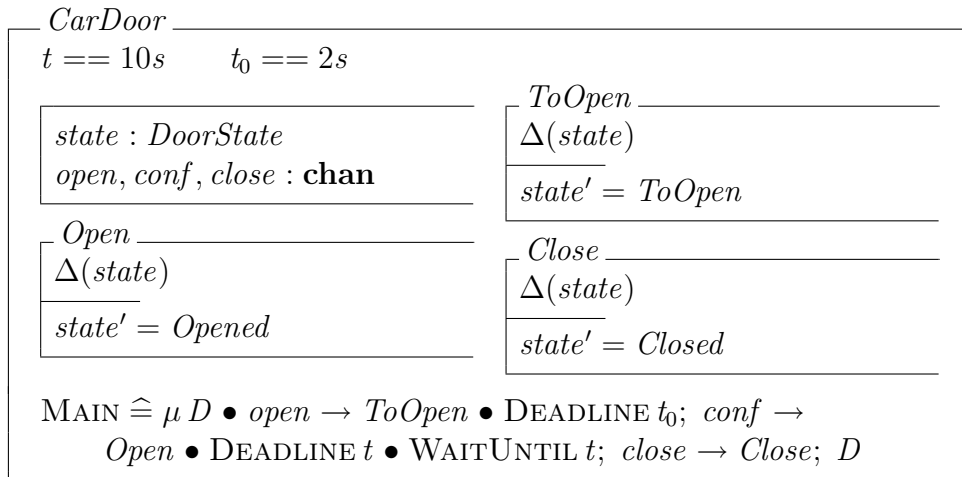 CarDoor
t == 10s t₀ == 2s
state : DoorState
open, conf, close : chan
ToOpen
Δ(state)
state′ = ToOpen
Open
Δ(state)
state′ = Opened
Close
Δ(state)
state′ = Closed
MAIN ≙ μ D • open → ToOpen • DEADLINE t₀; conf →
Open • DEADLINE t • WAITUNTIL t; close → Close; D